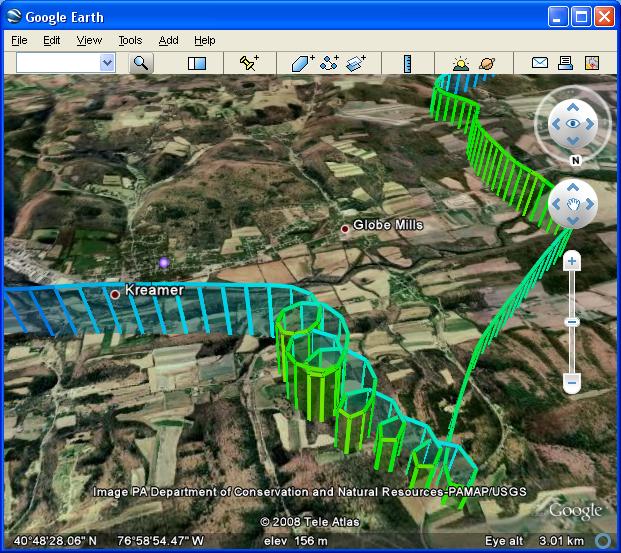 Google Earth
File Edit View Tools Add Help
N
Globe Mills
Kreamer
Image PA Department of Conservation and Natural Resources-PAMAP/USGS
© 2008 Tele Atlas
Google
40°48'28.06" N 76°58'54.47" W elev 156 m Eye alt 3.01 km